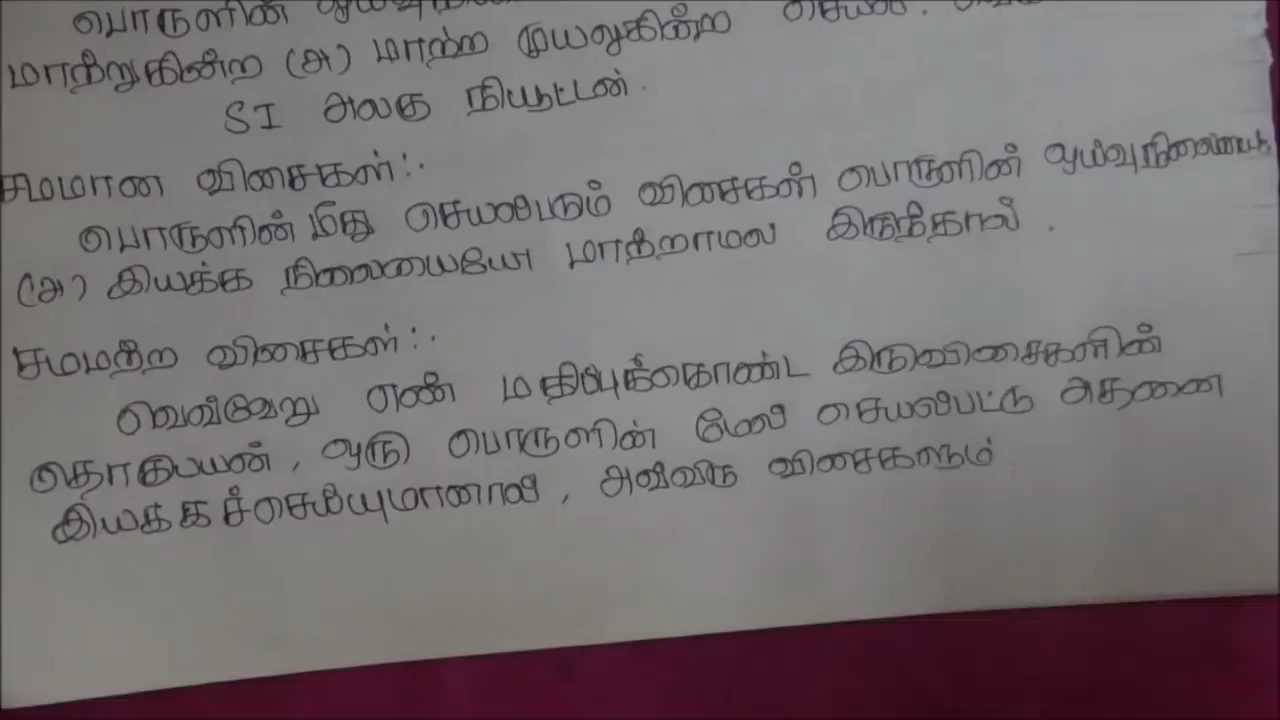 பொருளின் ஓய்வு
மாற்றுகின்ற (அ) மாற்ற முயலுகின்ற செயல்.
SI அலகு நியூட்டன்.
சமமான விசைகள்:.
பொருளின் மீது செயல்படும் விசைகள் பொருளின் ஓய்வுநிலையை
(அ) இயக்க நிலையையோ மாற்றாமல் இருந்தால்.
சமமற்ற விசைகள்:.
வெவ்வேறு எண் மதிப்புக்கொண்ட இருவிசைகளின்
தொகுபயன், ஒரு பொருளின் மேல் செயல்பட்டு அதனை
இயக்கச்செய்யுமானால், அவ்விரு விசைகளும்